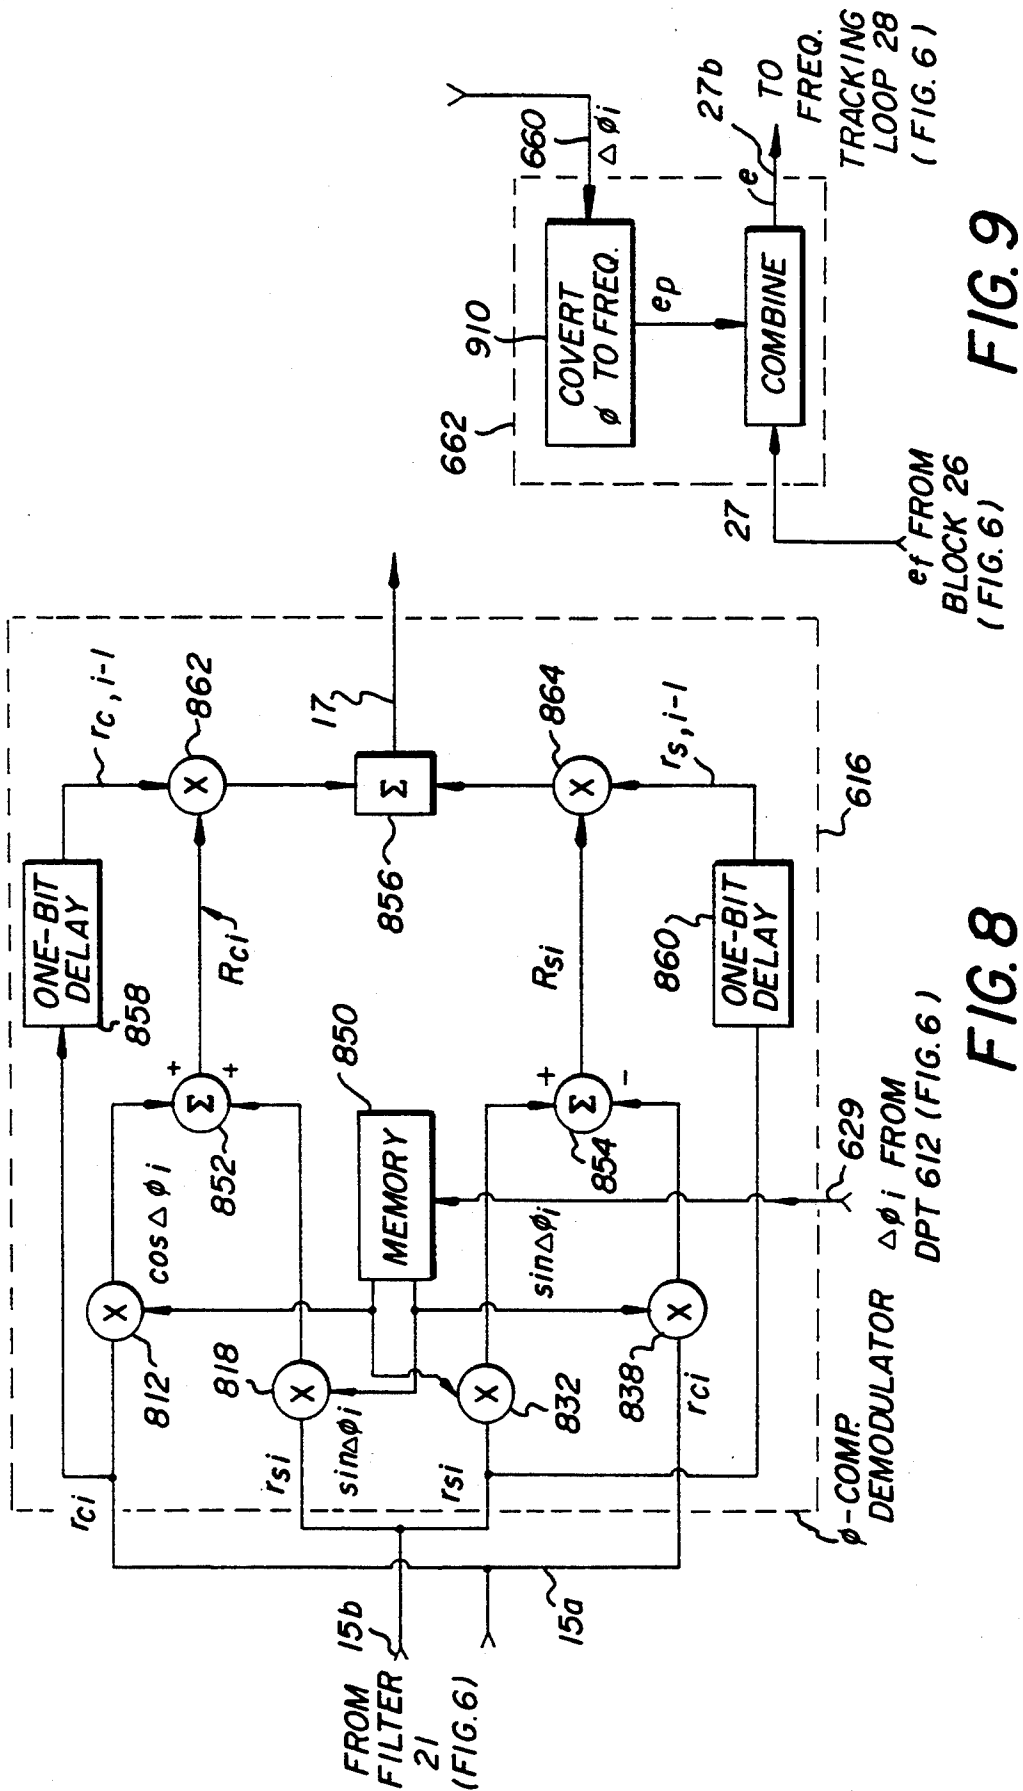 ONE-BIT
DELAY
858
rc, i-1
862
X
Rci
+
+
Σ
852
cos Δϕi
X
812
rci
818
X
rsi
sinΔϕi
MEMORY
850
17
Σ
856
864
X
rs, i-1
Rsi
+
-
Σ
854
sinΔϕi
X
832
rsi
X
838
rci
860
ONE-BIT
DELAY
616
629
Δϕi FROM
DPT 612 (FIG.6)
ϕ-COMP.
DEMODULATOR
FROM
FILTER
21
(FIG.6)
15b
15a
FIG. 8
662
910
COVERT
ϕ TO FREQ.
660
Δϕi
ep
COMBINE
e
27b
TO
FREQ.
TRACKING
LOOP 28
(FIG.6)
27
ef FROM
BLOCK 26
(FIG.6)
FIG. 9